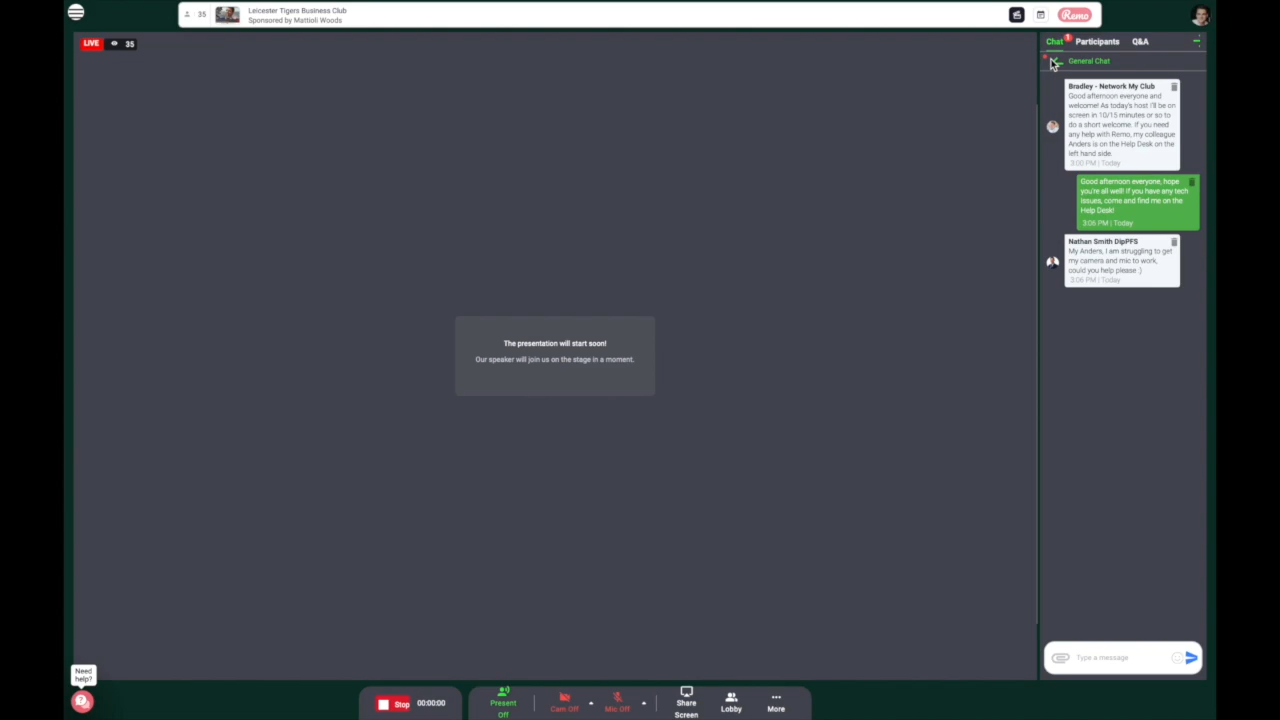 35
Leicester Tigers Business Club
Sponsored by Mattioli Woods
Remo
LIVE 35
Chat 1 Participants Q&A
General Chat
Bradley - Network My Club
Good afternoon everyone and
welcome! As today's host I'll be on
screen in 10/15 minutes or so to
do a short welcome. If you need
any help with Remo, my colleague
Anders is on the Help Desk on the
left hand side.
3:00 PM | Today
Good afternoon everyone, hope
you're all well! If you have any tech
issues, come and find me on the
Help Desk!
3:06 PM | Today
Nathan Smith DipPFS
My Anders, I am struggling to get
my camera and mic to work,
could you help please :)
3:06 PM | Today
The presentation will start soon!
Our speaker will join us on the stage in a moment.
Type a message
Need
help?
Stop 00:00:00
Present
Off
Cam Off
Mic Off
Share
Screen
Lobby
More